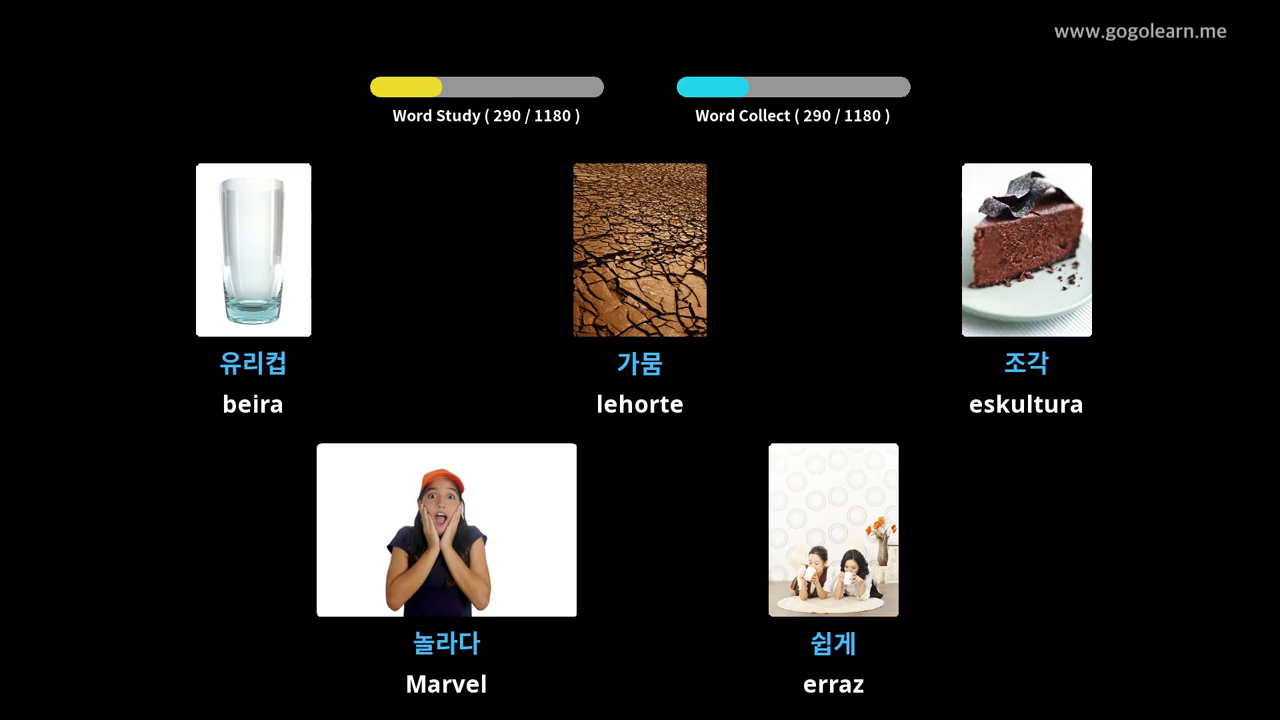 www.gogolearn.me
Word Study ( 290 / 1180 )
Word Collect ( 290 / 1180 )
유리컵
beira
가뭄
lehorte
조각
eskultura
놀라다
Marvel
쉽게
erraz